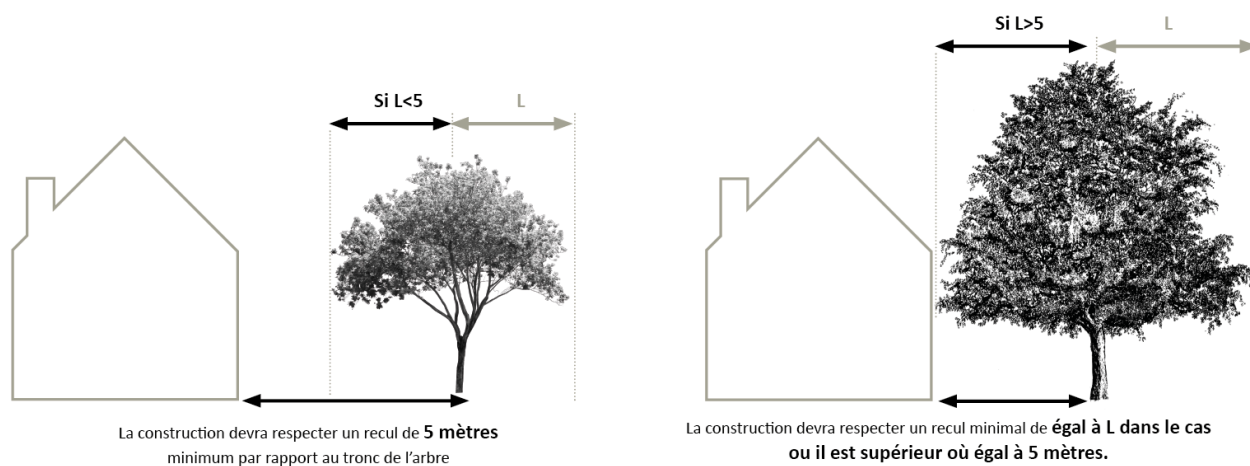 Si L<5
L
La construction devra respecter un recul de 5 mètres
minimum par rapport au tronc de l'arbre
Si L>5
L
La construction devra respecter un recul minimal de égal à L dans le cas
ou il est supérieur où égal à 5 mètres.